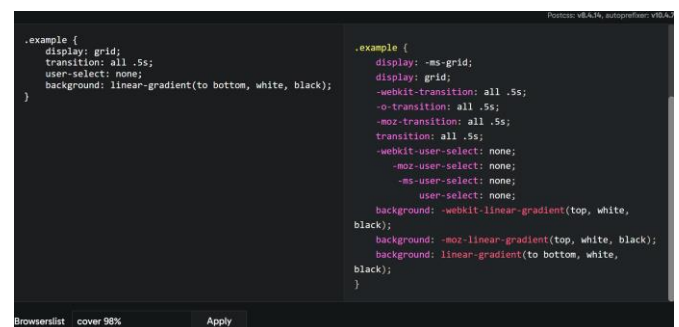 Postcss: v8.4.14, autoprefixer: v10.4.7
.example {
    display: grid;
    transition: all .5s;
    user-select: none;
    background: linear-gradient(to bottom, white, black);
}
.example {
    display: -ms-grid;
    display: grid;
    -webkit-transition: all .5s;
    -o-transition: all .5s;
    -moz-transition: all .5s;
    transition: all .5s;
    -webkit-user-select: none;
       -moz-user-select: none;
        -ms-user-select: none;
            user-select: none;
    background: -webkit-linear-gradient(top, white,
black);
    background: -moz-linear-gradient(top, white, black);
    background: linear-gradient(to bottom, white,
black);
}
Browserslist cover 98% Apply